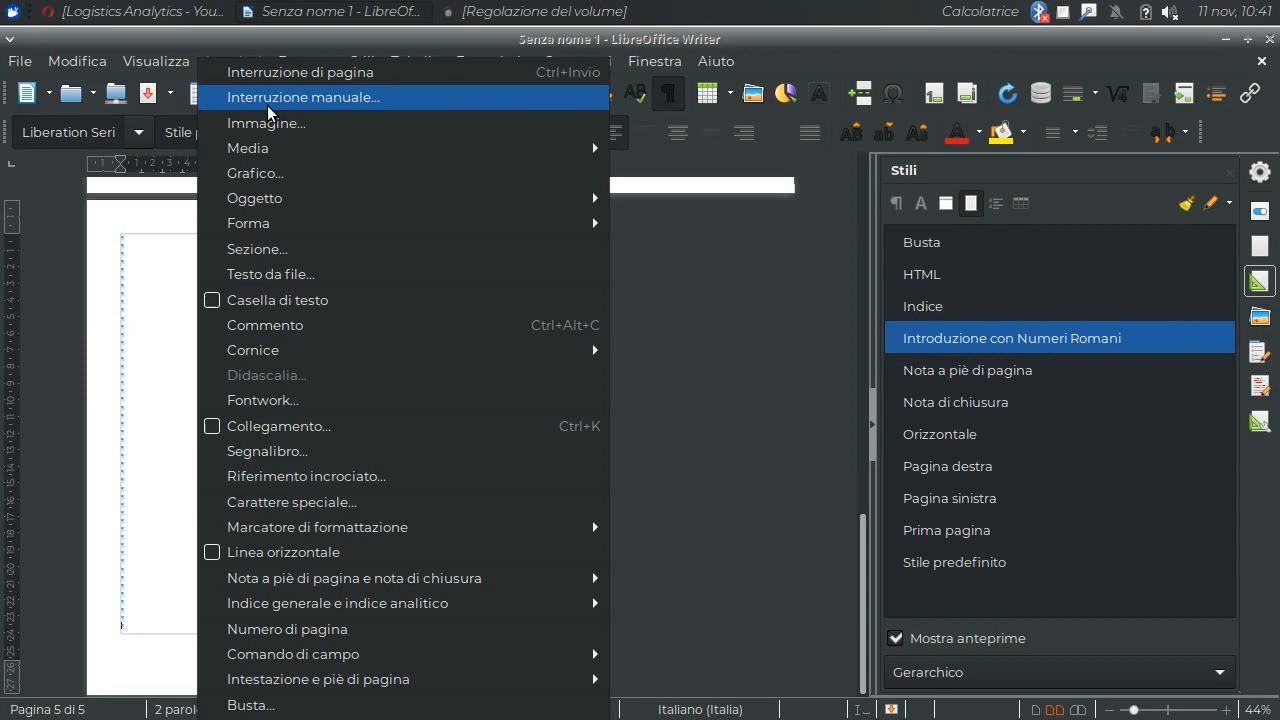 [Logistics Analytics - You...
Senza nome 1 - LibreOf...
[Regolazione del volume]
Calcolatrice
11 nov, 10:41
Senza nome 1 - LibreOffice Writer
File
Modifica
Visualizza
Finestra
Aiuto
Interruzione di pagina
Ctrl+Invio
Interruzione manuale...
Immagine...
Media
Grafico...
Oggetto
Forma
Sezione...
Testo da file...
Casella di testo
Commento
Ctrl+Alt+C
Cornice
Didascalia...
Fontwork...
Collegamento...
Ctrl+K
Segnalibro...
Riferimento incrociato...
Carattere speciale...
Marcatore di formattazione
Linea orizzontale
Nota a piè di pagina e nota di chiusura
Indice generale e indice analitico
Numero di pagina
Comando di campo
Intestazione e piè di pagina
Busta...
Liberation Seri
Stile
Stili
Busta
HTML
Indice
Introduzione con Numeri Romani
Nota a piè di pagina
Nota di chiusura
Orizzontale
Pagina destra
Pagina sinistra
Prima pagina
Stile predefinito
Mostra anteprime
Gerarchico
Pagina 5 di 5
2 parol
Italiano (Italia)
44%